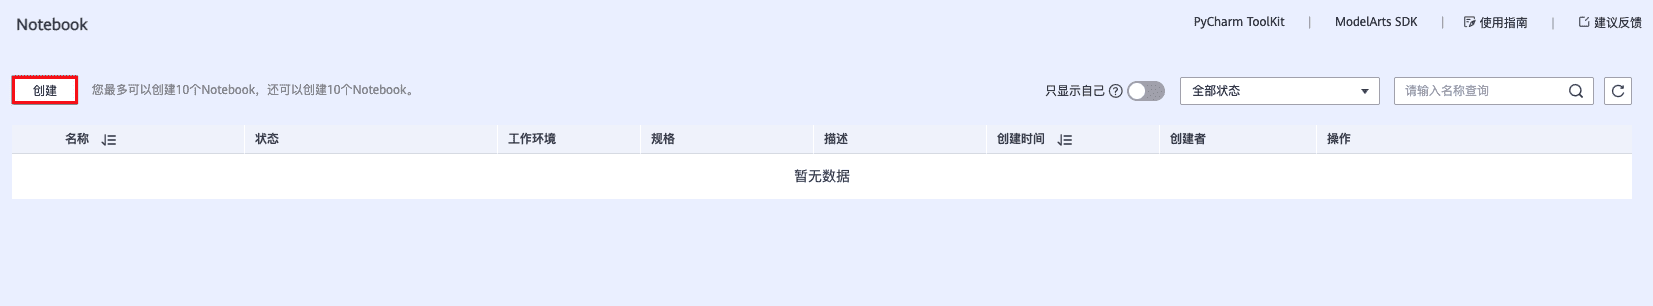 Notebook
PyCharm ToolKit | ModelArts SDK | 使用指南 | 建议反馈
创建 您最多可以创建10个Notebook，还可以创建10个Notebook。 只显示自己 ? 全部状态 请输入名称查询
名称 状态 工作环境 规格 描述 创建时间 创建者 操作
暂无数据